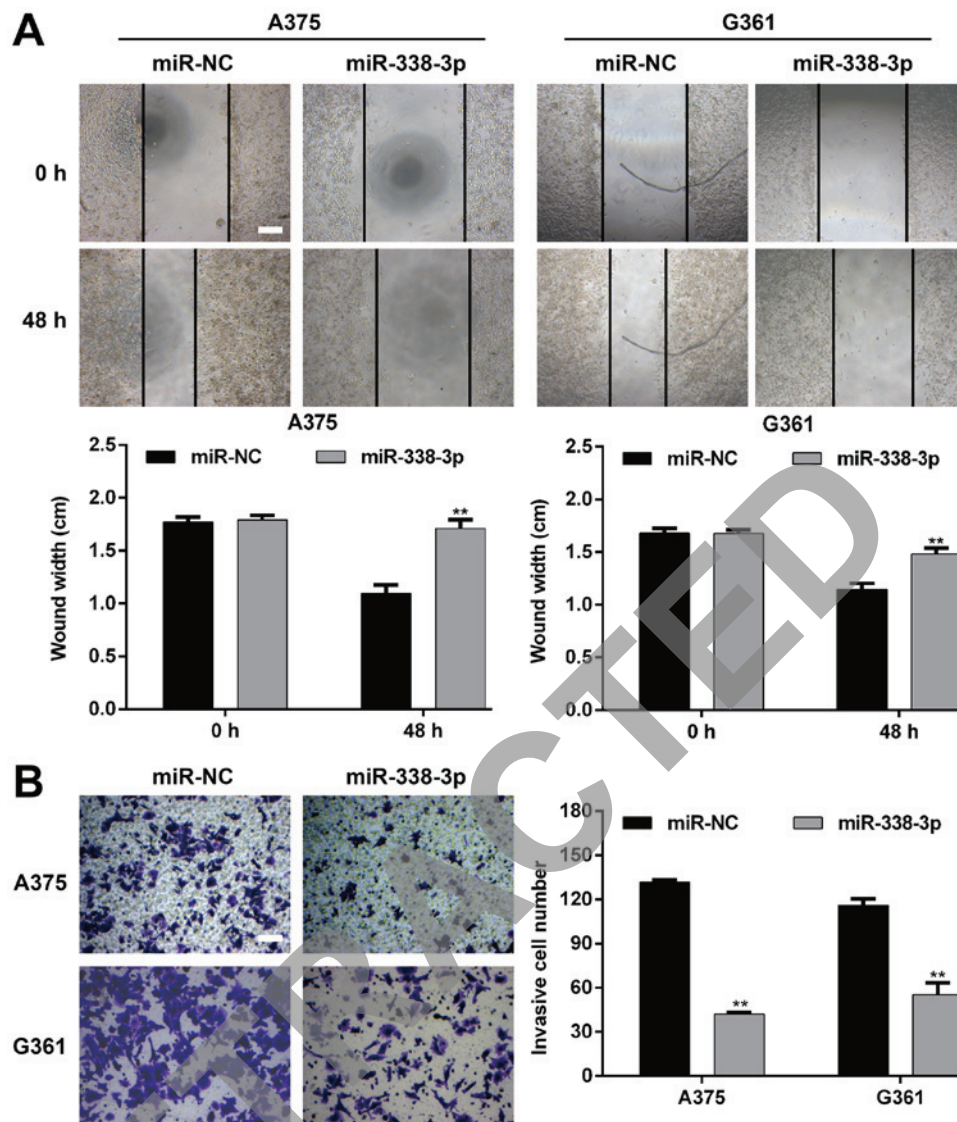 A
A375
G361
miR-NC
miR-338-3p
miR-NC
miR-338-3p
0 h
48 h
A375
miR-NC
miR-338-3p
Wound width (cm)
2.5
2.0
1.5
1.0
0.5
0.0
**
0 h
48 h
G361
miR-NC
miR-338-3p
Wound width (cm)
2.5
2.0
1.5
1.0
0.5
0.0
**
0 h
48 h
B
miR-NC
miR-338-3p
A375
G361
miR-NC
miR-338-3p
Invasive cell number
180
150
120
90
60
30
0
**
**
A375
G361
RETRACTED